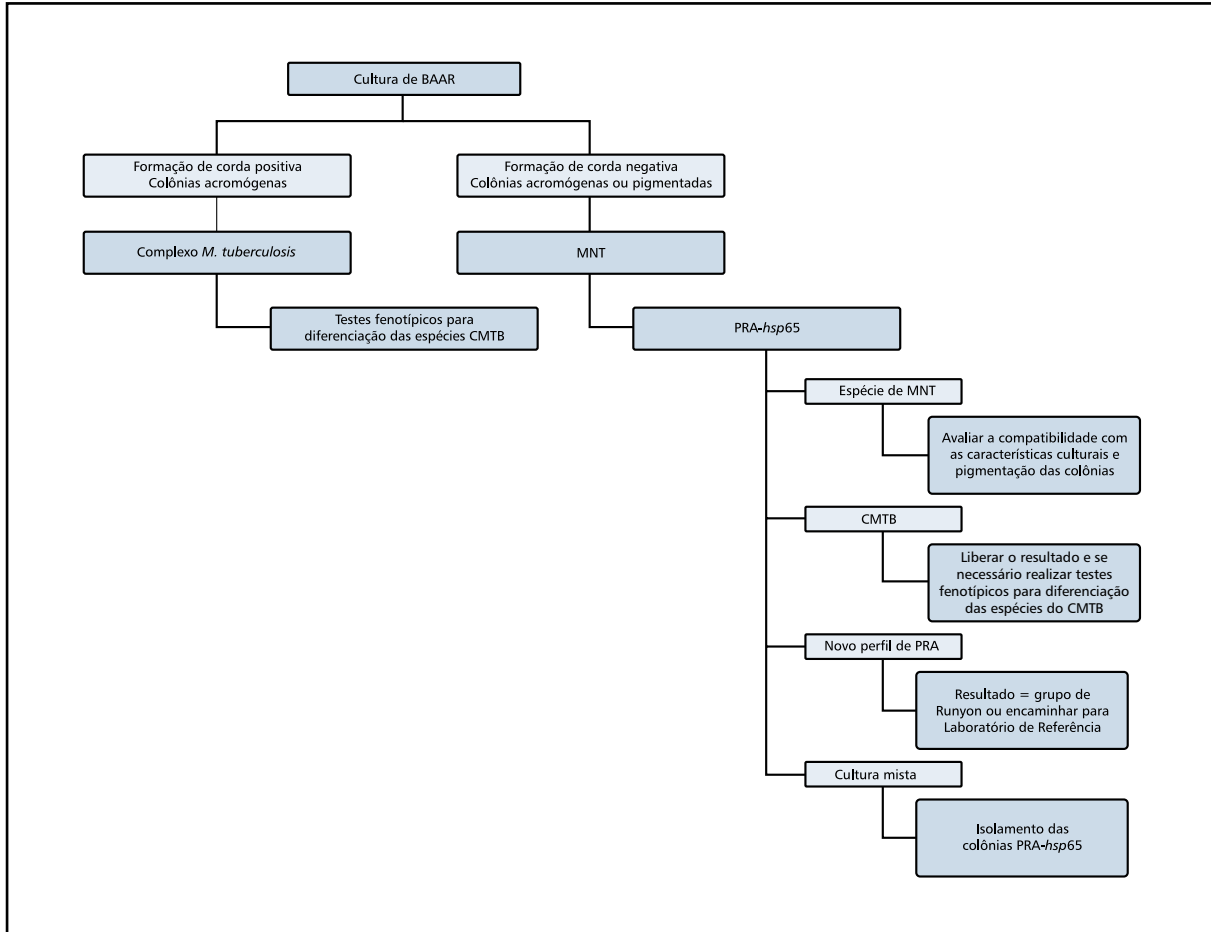 Cultura de BAAR
Formação de corda positiva
Colônias acromógenas
Formação de corda negativa
Colônias acromógenas ou pigmentadas
Complexo M. tuberculosis
MNT
Testes fenotípicos para
diferenciação das espécies CMTB
PRA-hsp65
Espécie de MNT
Avaliar a compatibilidade com
as características culturais e
pigmentação das colônias
CMTB
Liberar o resultado e se
necessário realizar testes
fenotípicos para diferenciação
das espécies do CMTB
Novo perfil de PRA
Resultado = grupo de
Runyon ou encaminhar para
Laboratório de Referência
Cultura mista
Isolamento das
colônias PRA-hsp65